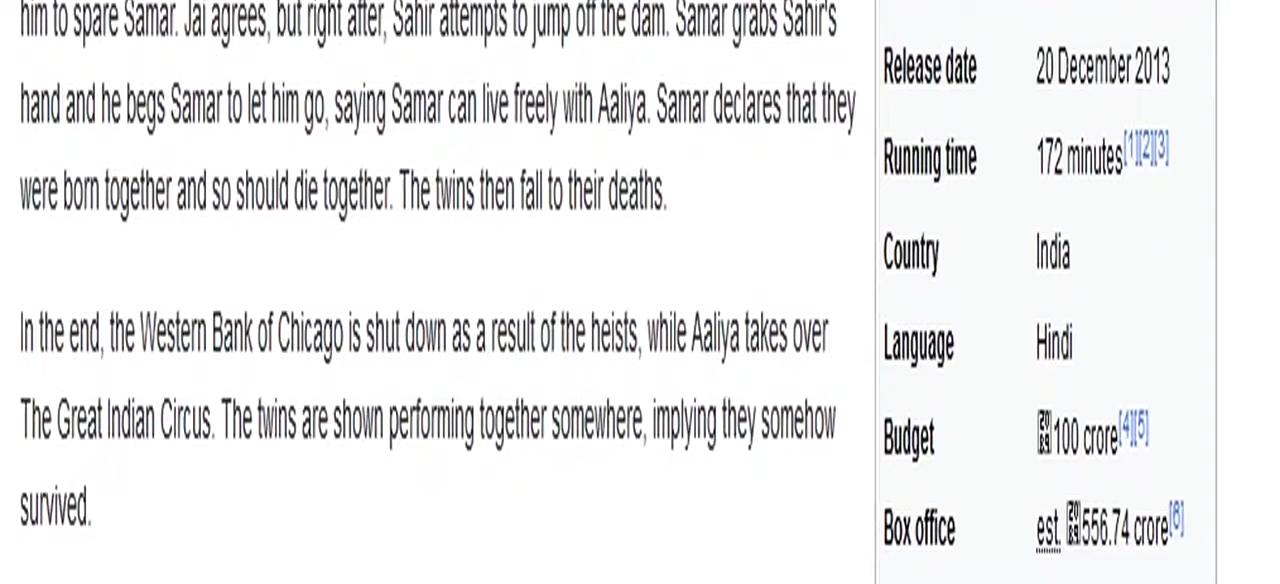 him to spare Samar. Jai agrees, but right after, Sahir attempts to jump off the dam. Samar grabs Sahir's
hand and he begs Samar to let him go, saying Samar can live freely with Aaliya. Samar declares that they
were born together and so should die together. The twins then fall to their deaths.
In the end, the Western Bank of Chicago is shut down as a result of the heists, while Aaliya takes over
The Great Indian Circus. The twins are shown performing together somewhere, implying they somehow
survived.
Release date 20 December 2013
Running time 172 minutes[1][2][3]
Country India
Language Hindi
Budget ₹100 crore[4][5]
Box office est. ₹556.74 crore[6]